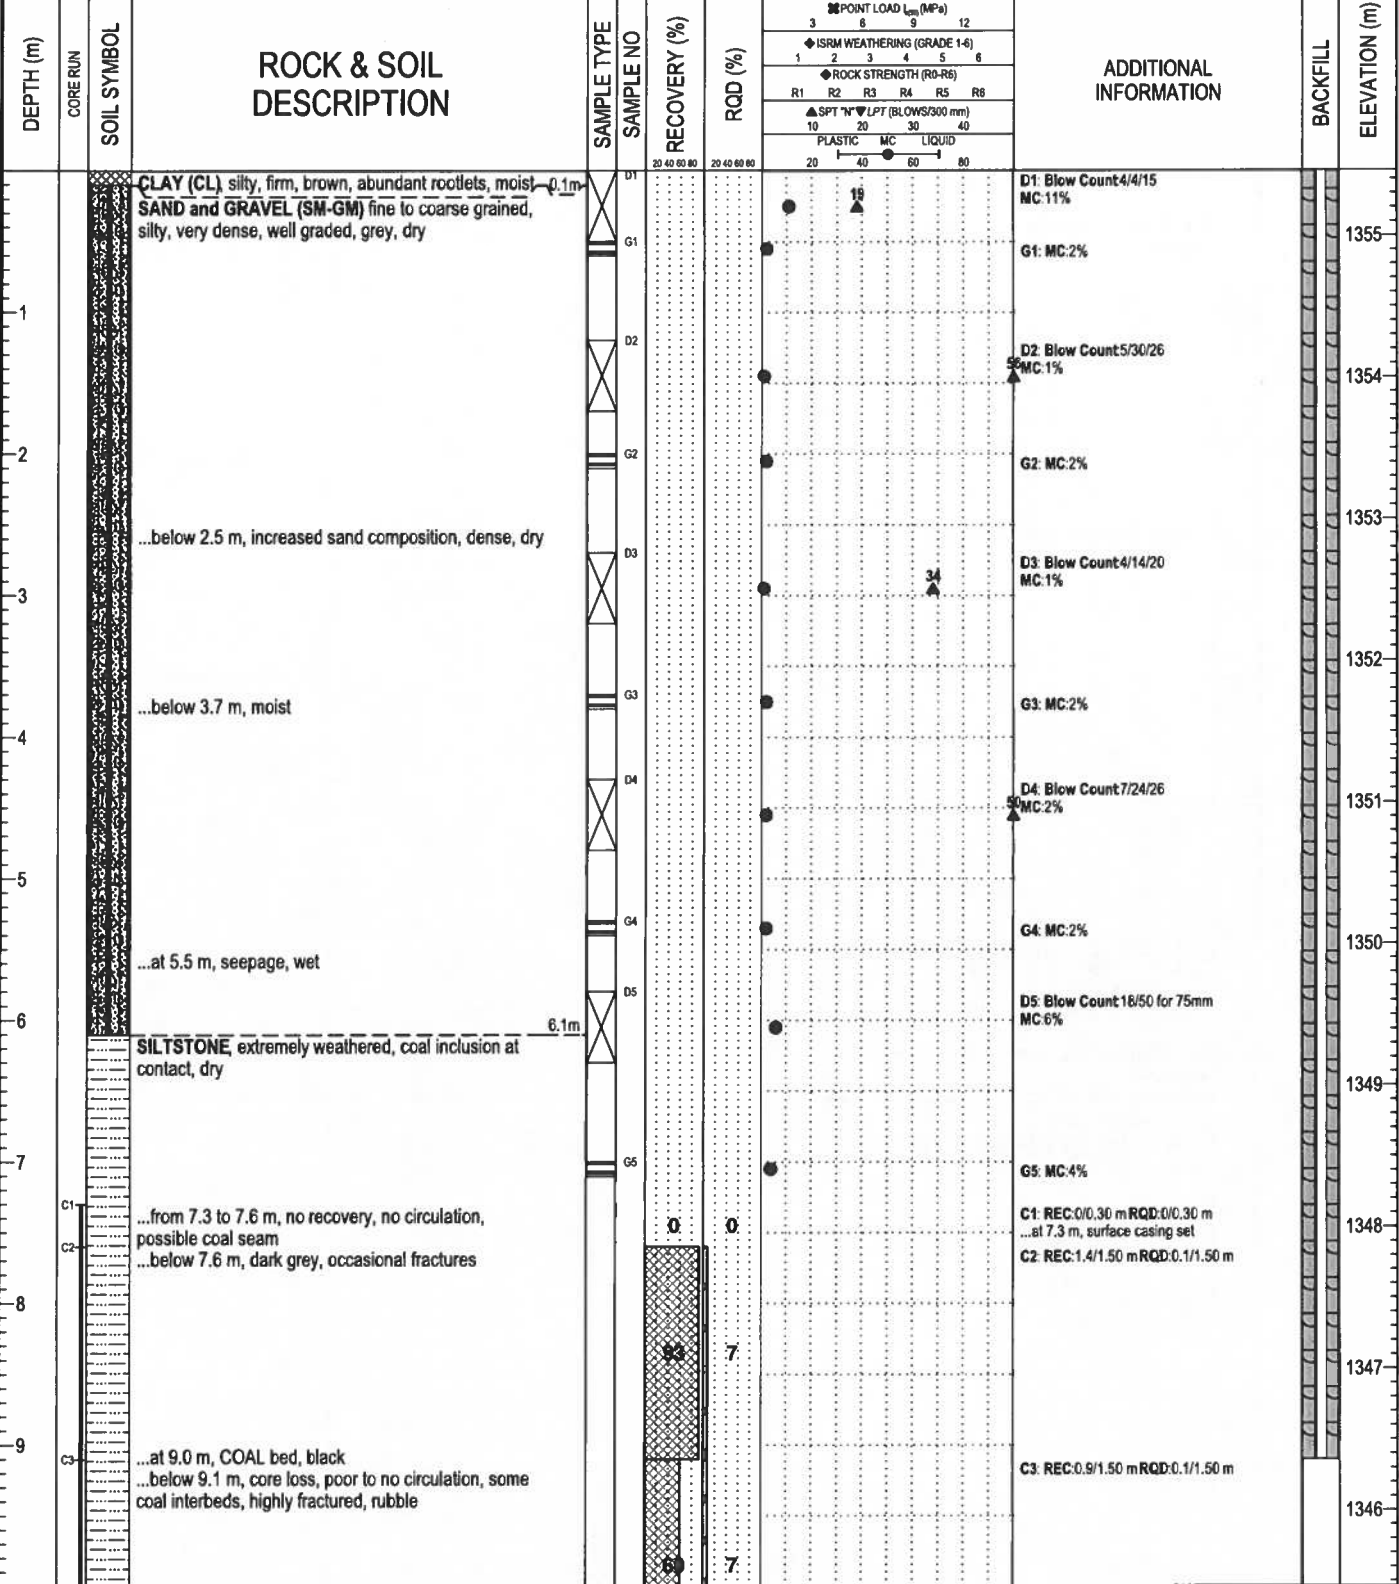 DEPTH (m)
CORE RUN
SOIL SYMBOL
ROCK & SOIL
DESCRIPTION
SAMPLE TYPE
SAMPLE NO
RECOVERY (%)
20 40 60 80
RQD (%)
20 40 60 80
POINT LOAD I (MPa)
3 6 9 12
ISRM WEATHERING (GRADE 1-6)
1 2 3 4 5 6
ROCK STRENGTH (R0-R6)
R1 R2 R3 R4 R5 R6
SPT "N" LPT (BLOWS/300 mm)
10 20 30 40
PLASTIC MC LIQUID
20 40 60 80
ADDITIONAL
INFORMATION
BACKFILL
ELEVATION (m)
CLAY (CL), silty, firm, brown, abundant rootlets, moist 0.1m
D1
D1: Blow Count4/4/15
MC:11%
19
SAND and GRAVEL (SM-GM) fine to coarse grained,
silty, very dense, well graded, grey, dry
G1
G1: MC:2%
1355
1
D2
D2: Blow Count5/30/26
MC:1%
56
1354
2
G2
G2: MC:2%
1353
...below 2.5 m, increased sand composition, dense, dry
D3
D3: Blow Count4/14/20
MC:1%
34
3
1352
G3
...below 3.7 m, moist
G3: MC:2%
4
D4
D4: Blow Count7/24/26
MC:2%
50
1351
5
G4
G4: MC:2%
1350
...at 5.5 m, seepage, wet
D5
D5: Blow Count18/50 for 75mm
MC:6%
6
6.1m
SILTSTONE, extremely weathered, coal inclusion at
contact, dry
1349
7
G5
G5: MC:4%
C1
...from 7.3 to 7.6 m, no recovery, no circulation,
possible coal seam
0
0
C1: REC:0/0.30 mRQD:0/0.30 m
...at 7.3 m, surface casing set
1348
C2
...below 7.6 m, dark grey, occasional fractures
C2: REC:1.4/1.50 mRQD:0.1/1.50 m
8
93
7
1347
9
C3
...at 9.0 m, COAL bed, black
...below 9.1 m, core loss, poor to no circulation, some
coal interbeds, highly fractured, rubble
C3: REC:0.9/1.50 mRQD:0.1/1.50 m
1346
60
7